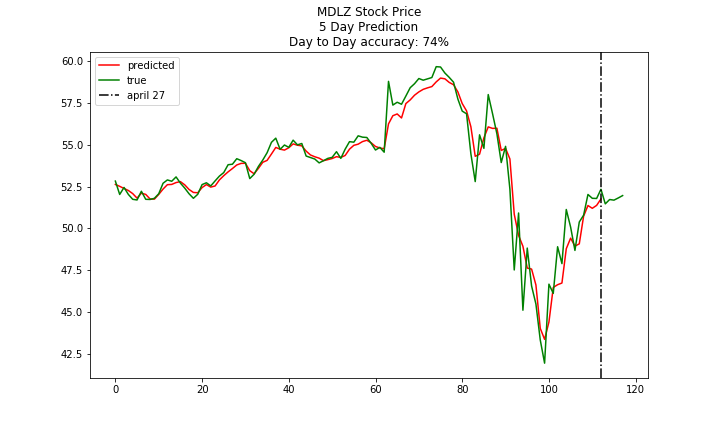 MDLZ Stock Price
5 Day Prediction
Day to Day accuracy: 74%
60.0
57.5
55.0
52.5
50.0
47.5
45.0
42.5
predicted
true
april 27
0 20 40 60 80 100 120